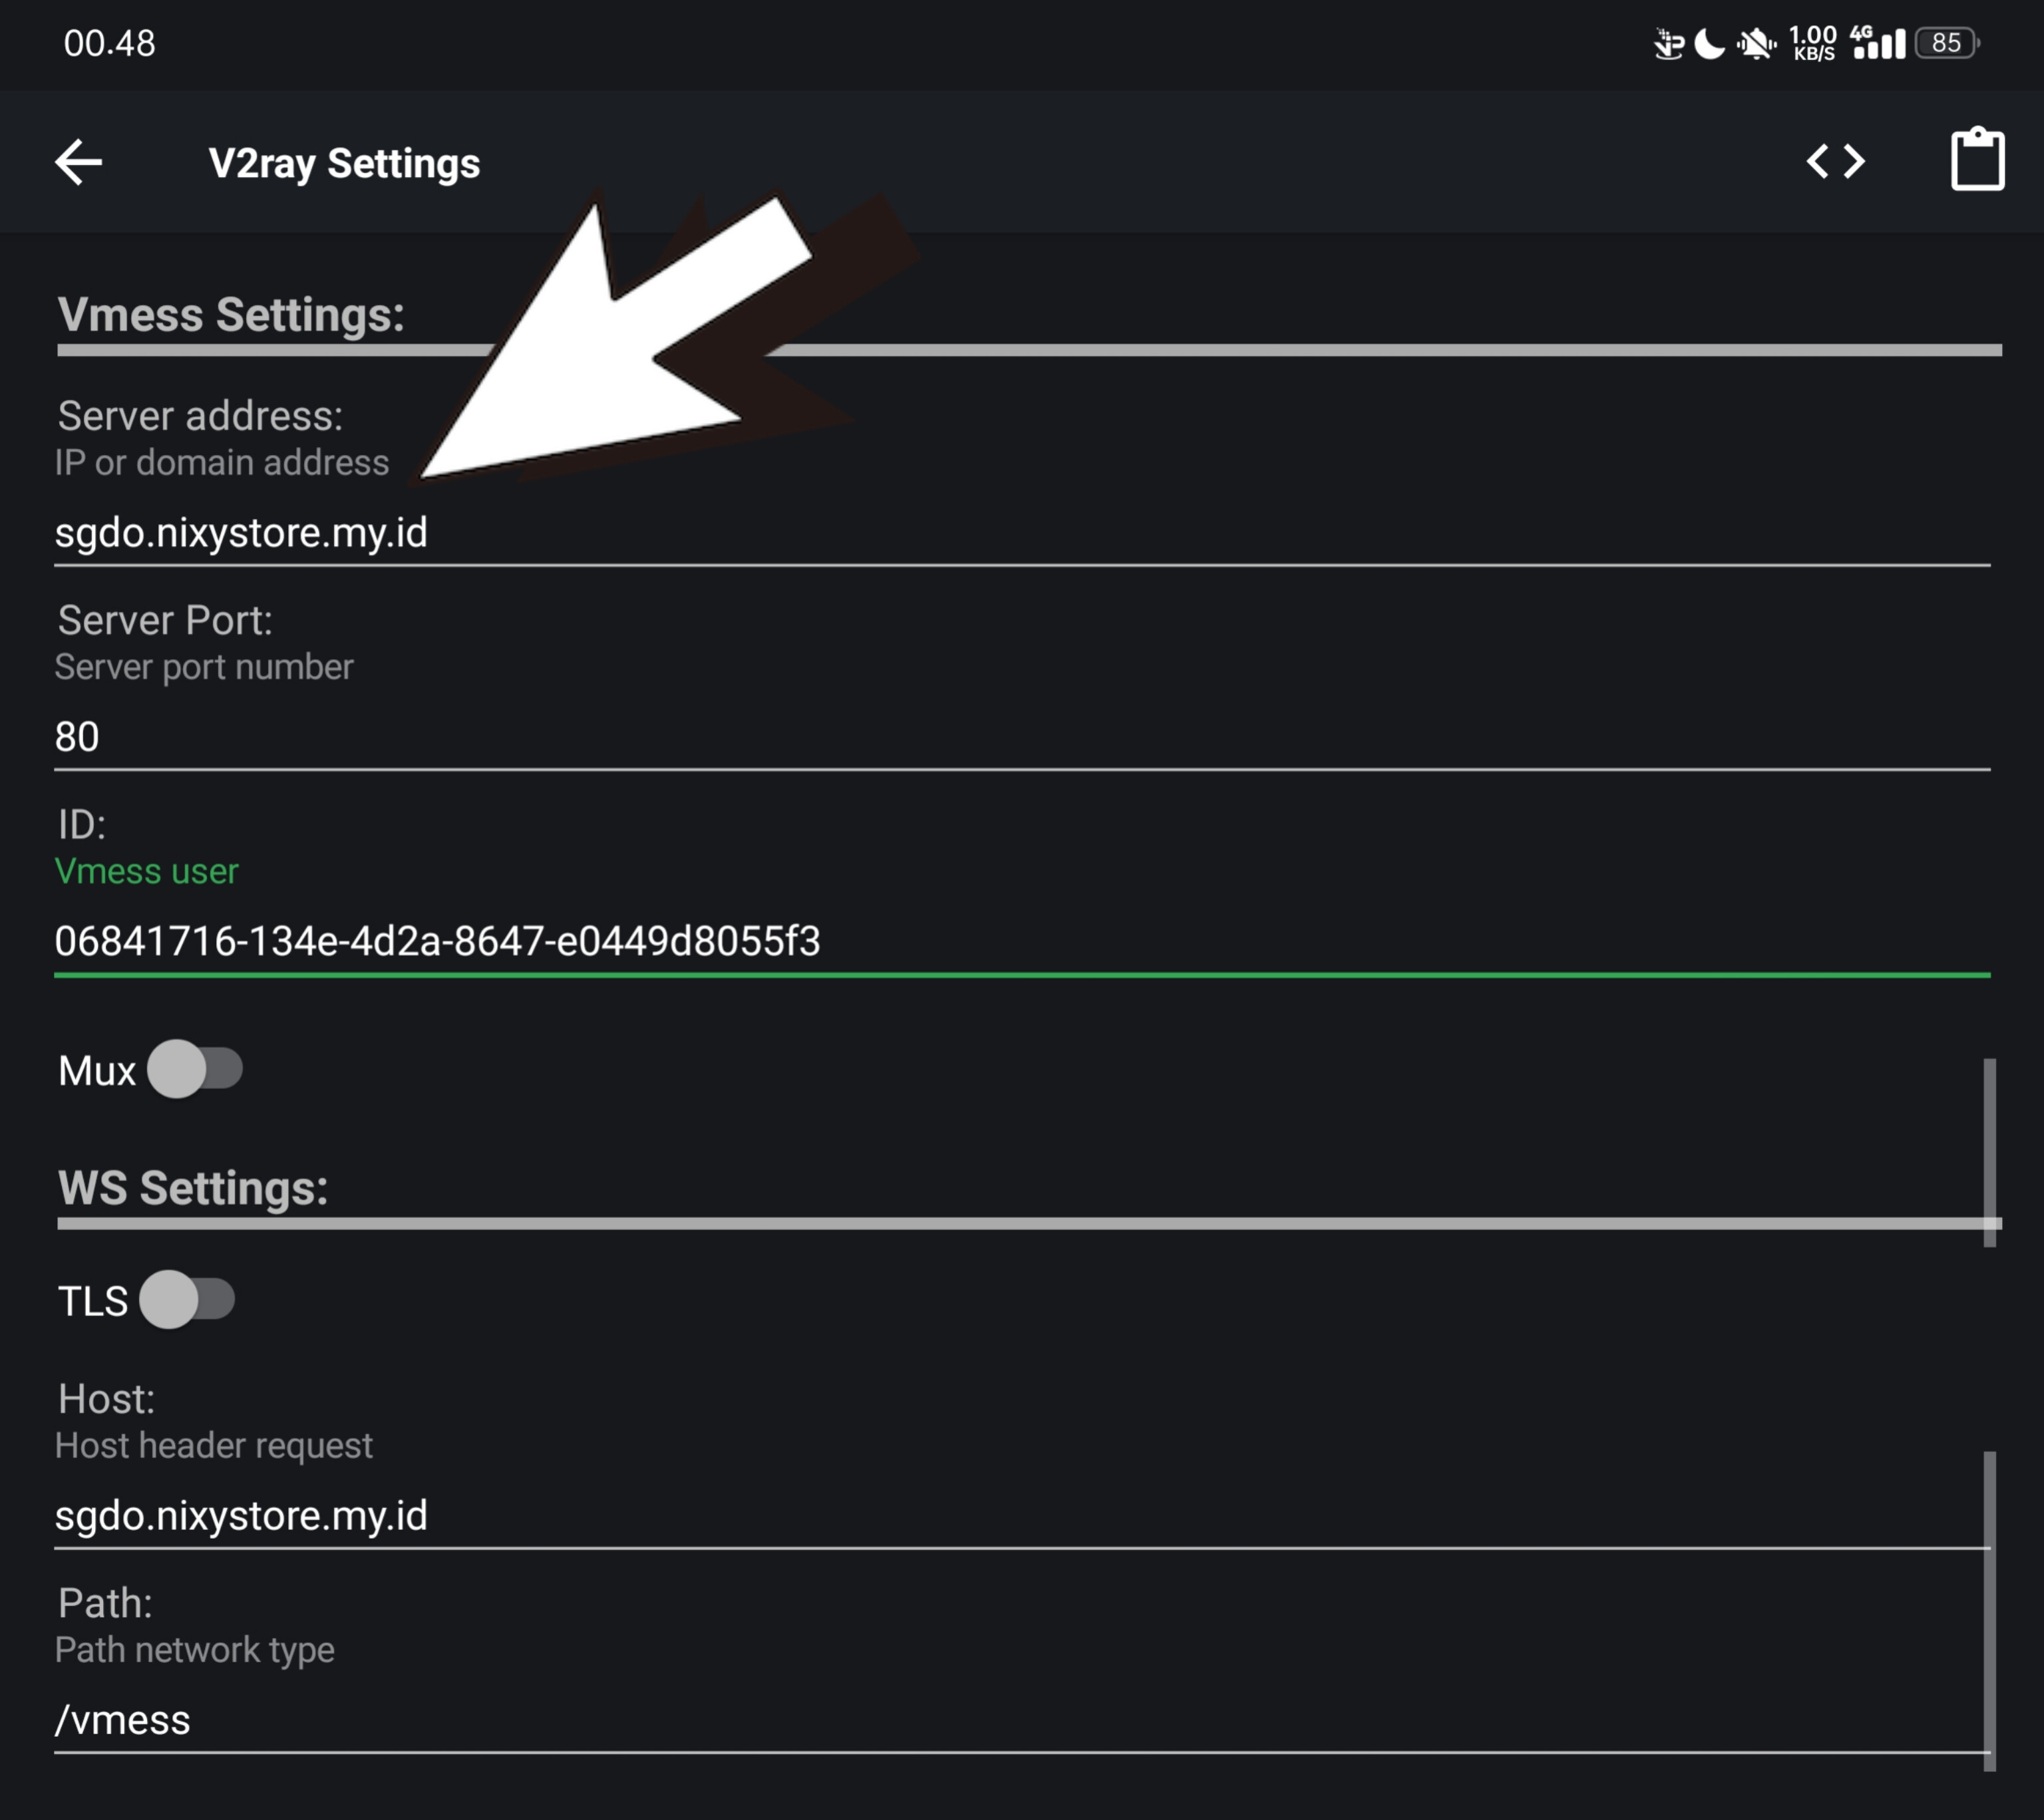 00.48
1.00 KB/S 4G 85
V2ray Settings
Vmess Settings:
Server address:
IP or domain address
sgdo.nixystore.my.id
Server Port:
Server port number
80
ID:
Vmess user
06841716-134e-4d2a-8647-e0449d8055f3
Mux
WS Settings:
TLS
Host:
Host header request
sgdo.nixystore.my.id
Path:
Path network type
/vmess